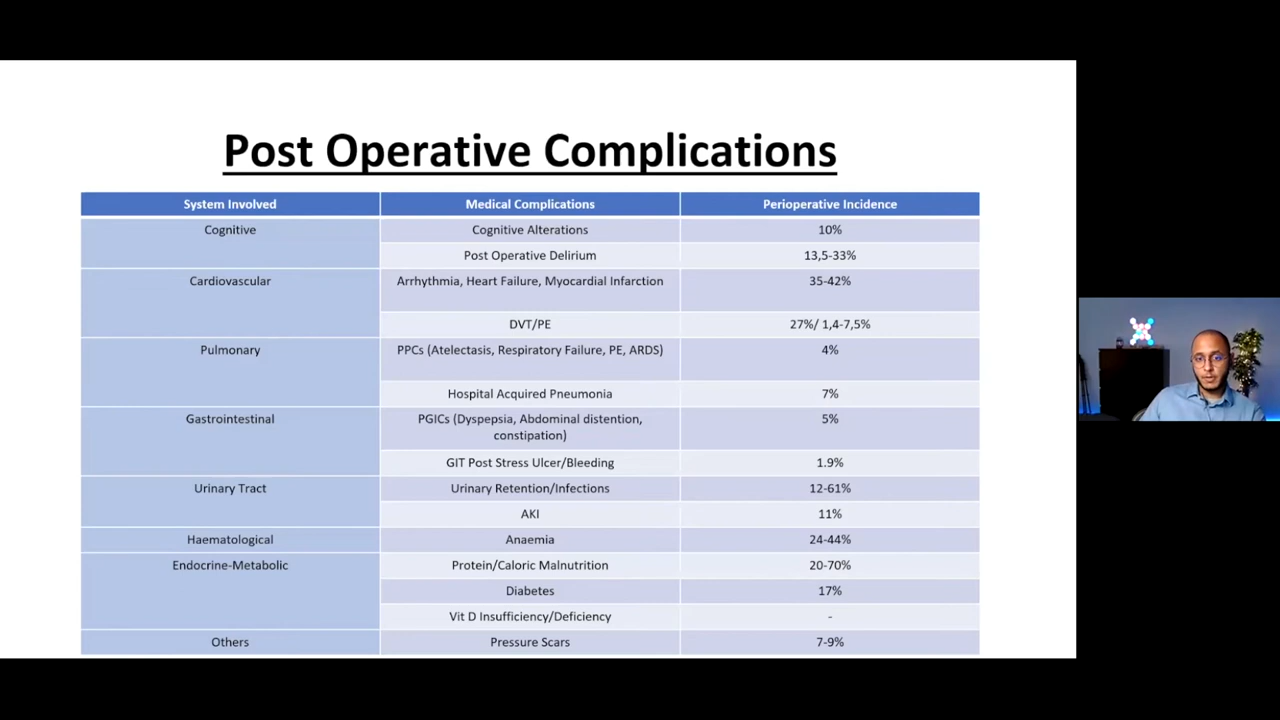 Post Operative Complications
System Involved Medical Complications Perioperative Incidence
Cognitive Cognitive Alterations 10%
Post Operative Delirium 13,5-33%
Cardiovascular Arrhythmia, Heart Failure, Myocardial Infarction 35-42%
DVT/PE 27%/ 1,4-7,5%
Pulmonary PPCs (Atelectasis, Respiratory Failure, PE, ARDS) 4%
Hospital Acquired Pneumonia 7%
Gastrointestinal PGICs (Dyspepsia, Abdominal distention, 5%
constipation)
GIT Post Stress Ulcer/Bleeding 1.9%
Urinary Tract Urinary Retention/Infections 12-61%
AKI 11%
Haematological Anaemia 24-44%
Endocrine-Metabolic Protein/Caloric Malnutrition 20-70%
Diabetes 17%
Vit D Insufficiency/Deficiency -
Others Pressure Scars 7-9%